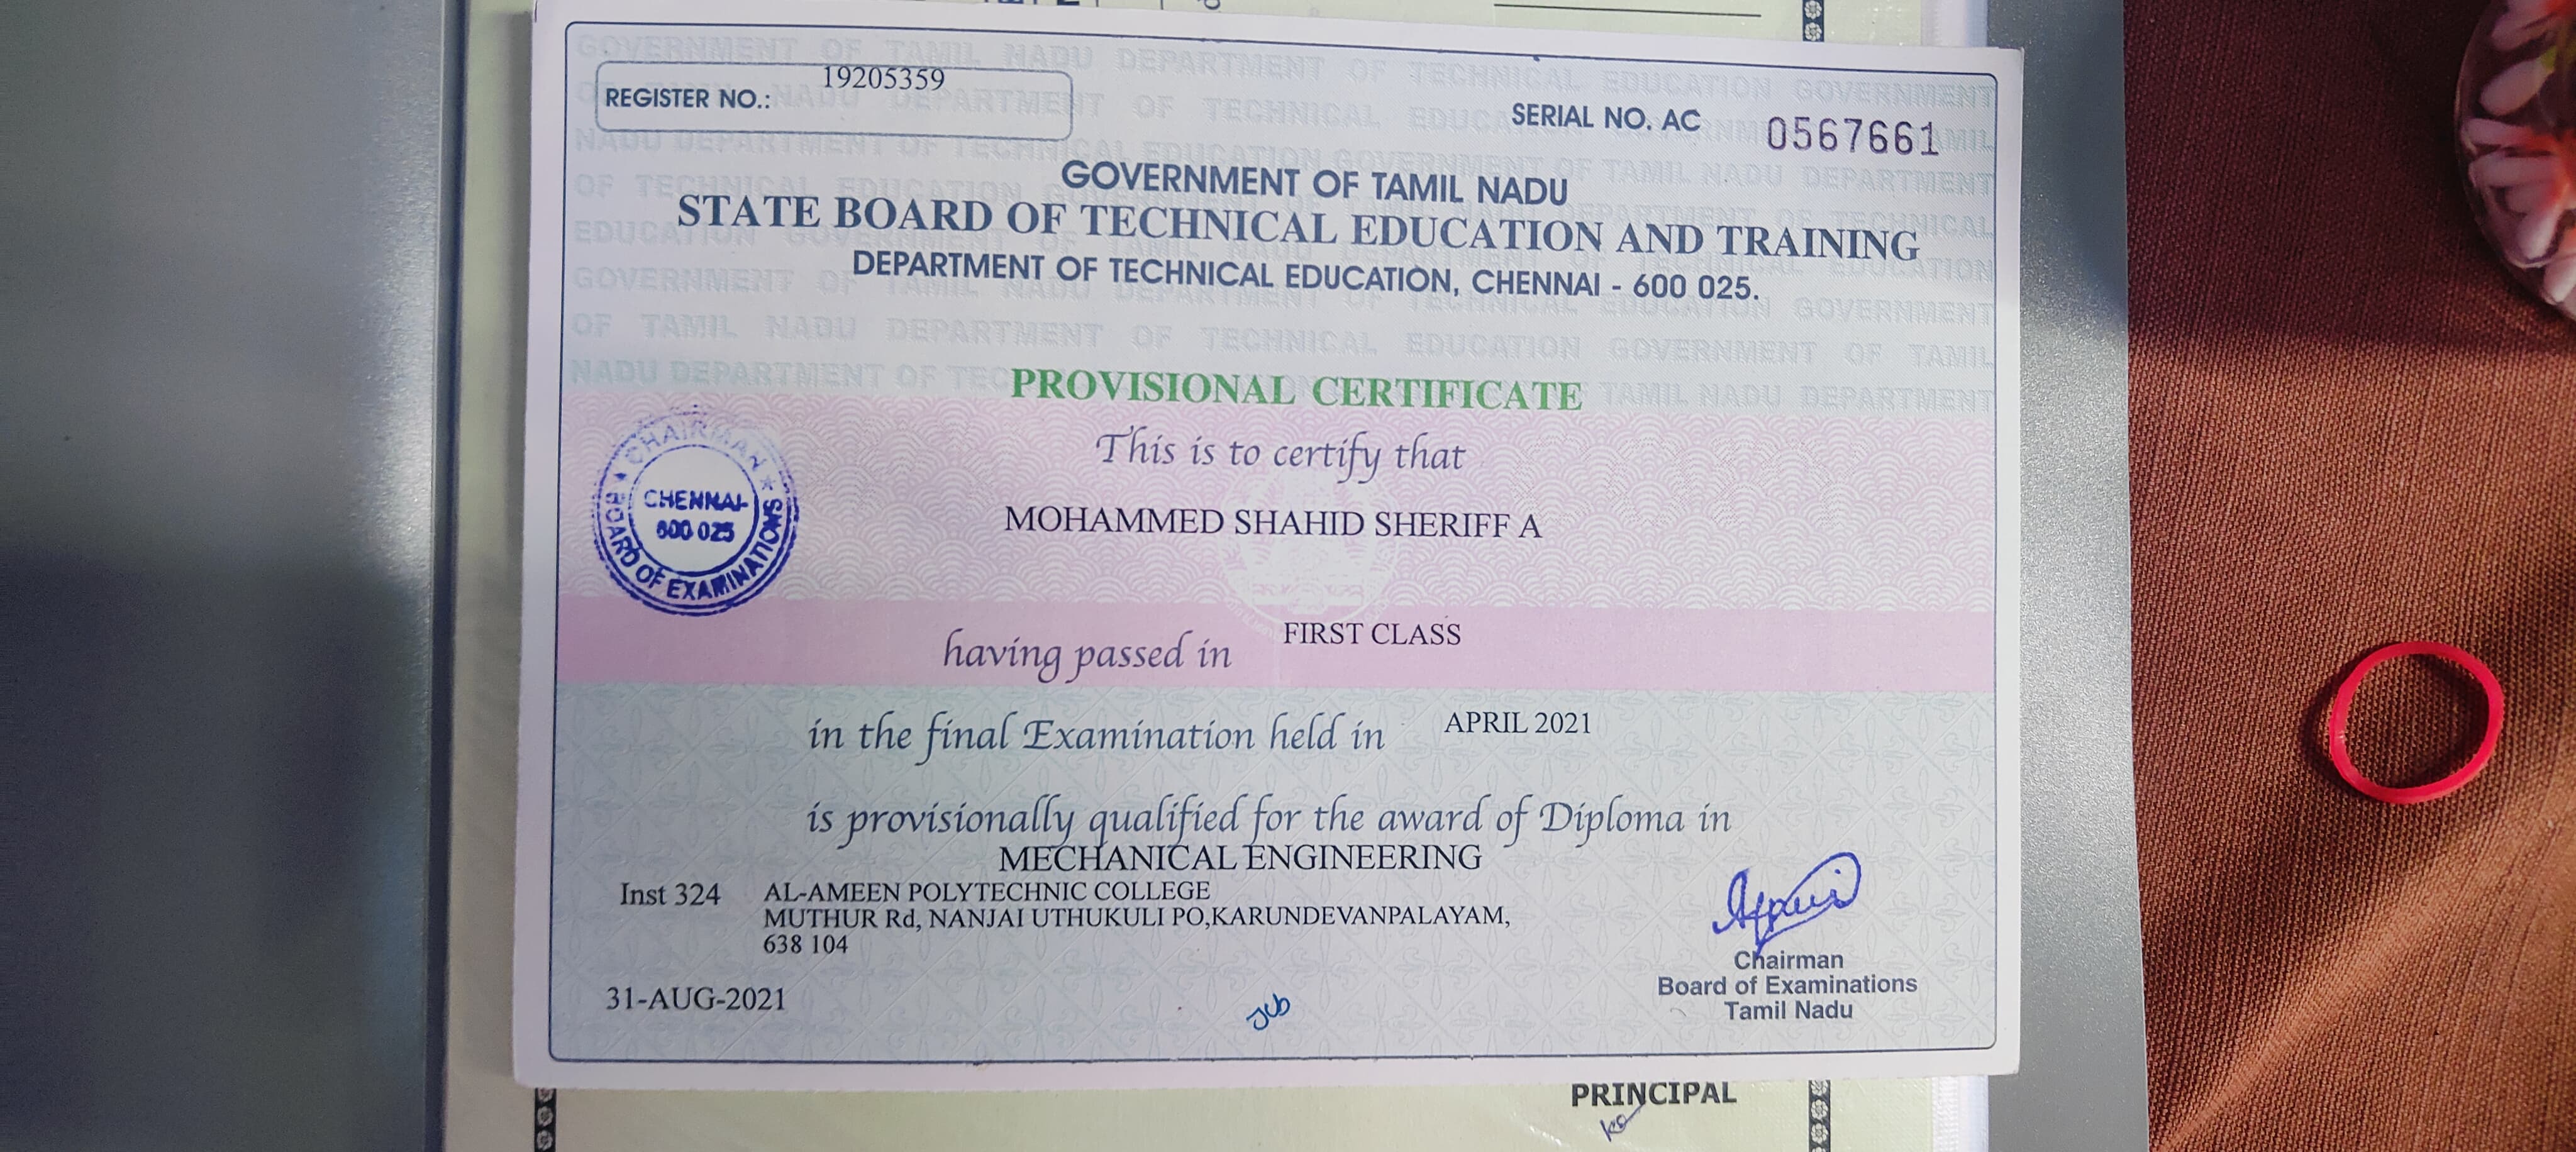 19205359
REGISTER NO.:
SERIAL NO. AC 0567661
GOVERNMENT OF TAMIL NADU
STATE BOARD OF TECHNICAL EDUCATION AND TRAINING
DEPARTMENT OF TECHNICAL EDUCATION, CHENNAI - 600 025.
PROVISIONAL CERTIFICATE
This is to certify that
CHAIRMAN
CHENNAI-
600 025
BOARD OF EXAMINATIONS
MOHAMMED SHAHID SHERIFF A
having passed in FIRST CLASS
in the final Examination held in APRIL 2021
is provisionally qualified for the award of Diploma in
MECHANICAL ENGINEERING
Inst 324 AL-AMEEN POLYTECHNIC COLLEGE
MUTHUR Rd, NANJAI UTHUKULI PO,KARUNDEVANPALAYAM,
638 104
Chairman
Board of Examinations
Tamil Nadu
31-AUG-2021
PRINCIPAL